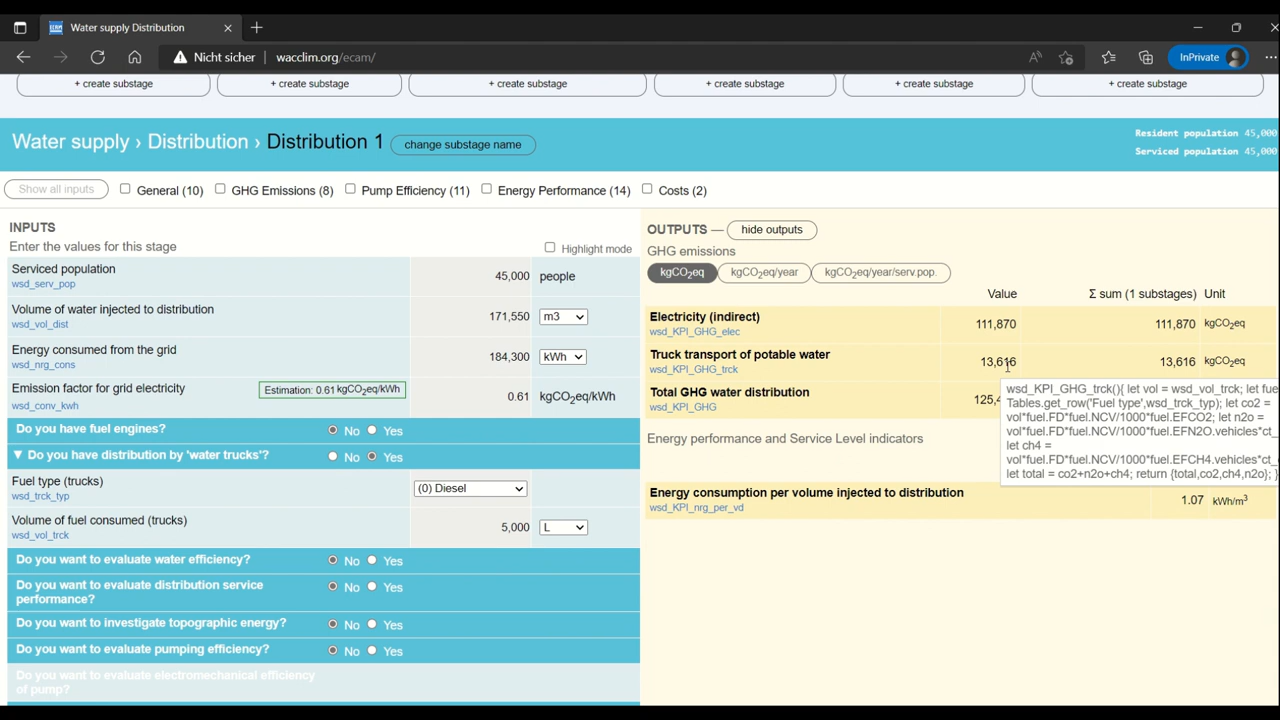 Water supply Distribution
Nicht sicher | wacclim.org/ecam/
InPrivate
+ create substage + create substage + create substage + create substage + create substage + create substage
Water supply › Distribution › Distribution 1 change substage name
Resident population 45,000
Serviced population 45,000
Show all inputs General (10) GHG Emissions (8) Pump Efficiency (11) Energy Performance (14) Costs (2)
INPUTS
Enter the values for this stage
Highlight mode
Serviced population
wsd_serv_pop
45,000 people
Volume of water injected to distribution
wsd_vol_dist
171,550 m3
Energy consumed from the grid
wsd_nrg_cons
184,300 kWh
Emission factor for grid electricity
wsd_conv_kwh
Estimation: 0.61 kgCO2eq/kWh
0.61 kgCO2eq/kWh
Do you have fuel engines? No Yes
▼ Do you have distribution by 'water trucks'? No Yes
Fuel type (trucks)
wsd_trck_typ
(0) Diesel
Volume of fuel consumed (trucks)
wsd_vol_trck
5,000 L
Do you want to evaluate water efficiency? No Yes
Do you want to evaluate distribution service
performance?
No Yes
Do you want to investigate topographic energy? No Yes
Do you want to evaluate pumping efficiency? No Yes
Do you want to evaluate electromechanical efficiency
of pump?
OUTPUTS — hide outputs
GHG emissions
kgCO2eq kgCO2eq/year kgCO2eq/year/serv.pop.
Value Σ sum (1 substages) Unit
Electricity (indirect)
wsd_KPI_GHG_elec
111,870 111,870 kgCO2eq
Truck transport of potable water
wsd_KPI_GHG_trck
13,616 13,616 kgCO2eq
Total GHG water distribution
wsd_KPI_GHG
wsd_KPI_GHG_trck(){ let vol = wsd_vol_trck; let fue
Tables.get_row('Fuel type',wsd_trck_typ); let co2 =
vol*fuel.FD*fuel.NCV/1000*fuel.EFCO2; let n2o =
vol*fuel.FD*fuel.NCV/1000*fuel.EFN2O.vehicles*ct_
let ch4 =
vol*fuel.FD*fuel.NCV/1000*fuel.EFCH4.vehicles*ct_
let total = co2+n2o+ch4; return {total,co2,ch4,n2o}; }
Energy performance and Service Level indicators
Energy consumption per volume injected to distribution
wsd_KPI_nrg_per_vd
1.07 kWh/m3